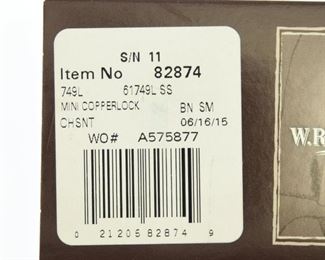 S/N 11
Item No 82874
749L 61749L SS
MINI COPPERLOCK BN SM
CHSNT 06/16/15
WO# A575877
0 21205 82874 9
W.R